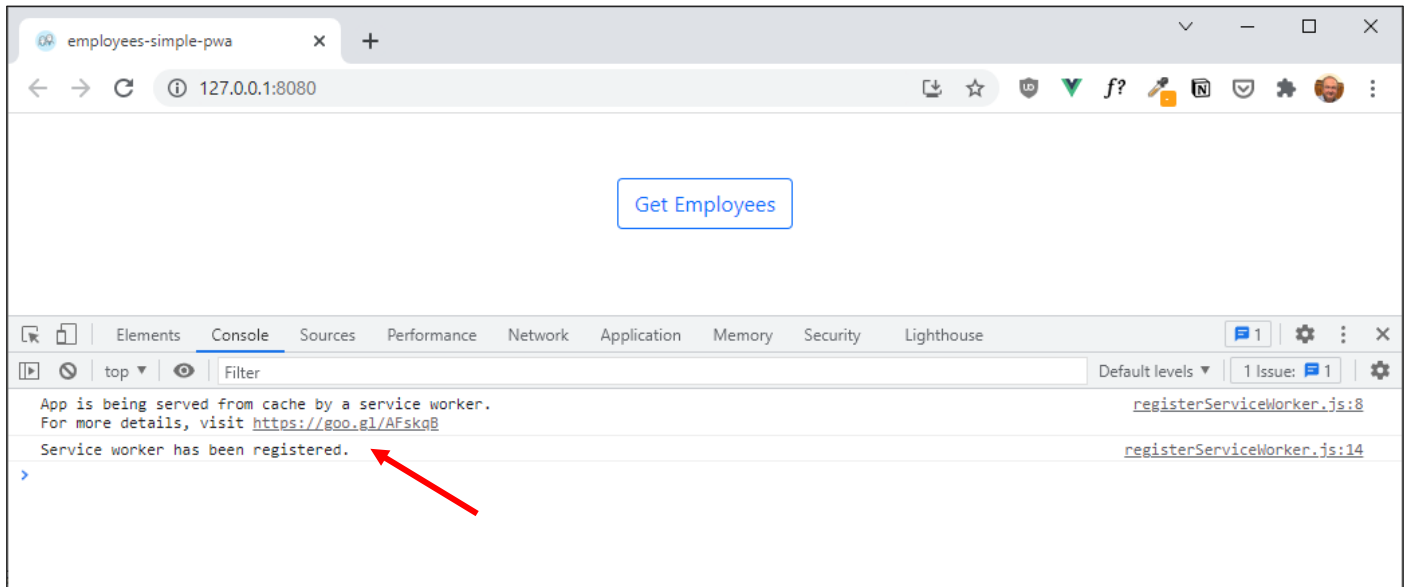 employees-simple-pwa
127.0.0.1:8080
f?
Get Employees
Elements Console Sources Performance Network Application Memory Security Lighthouse 1
top Filter Default levels 1 Issue: 1
App is being served from cache by a service worker. registerServiceWorker.js:8
For more details, visit https://goo.gl/AFskqB
Service worker has been registered. registerServiceWorker.js:14